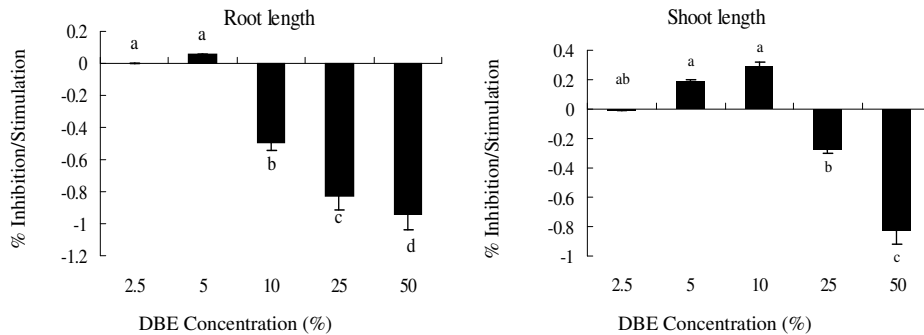 Root length
% Inhibition/Stimulation
0.2
0
-0.2
-0.4
-0.6
-0.8
-1
-1.2
a
a
b
c
d
2.5 5 10 25 50
DBE Concentration (%)
Shoot length
% Inhibition/Stimulation
0.4
0.2
0
-0.2
-0.4
-0.6
-0.8
-1
ab
a
a
b
c
2.5 5 10 25 50
DBE Concentration (%)